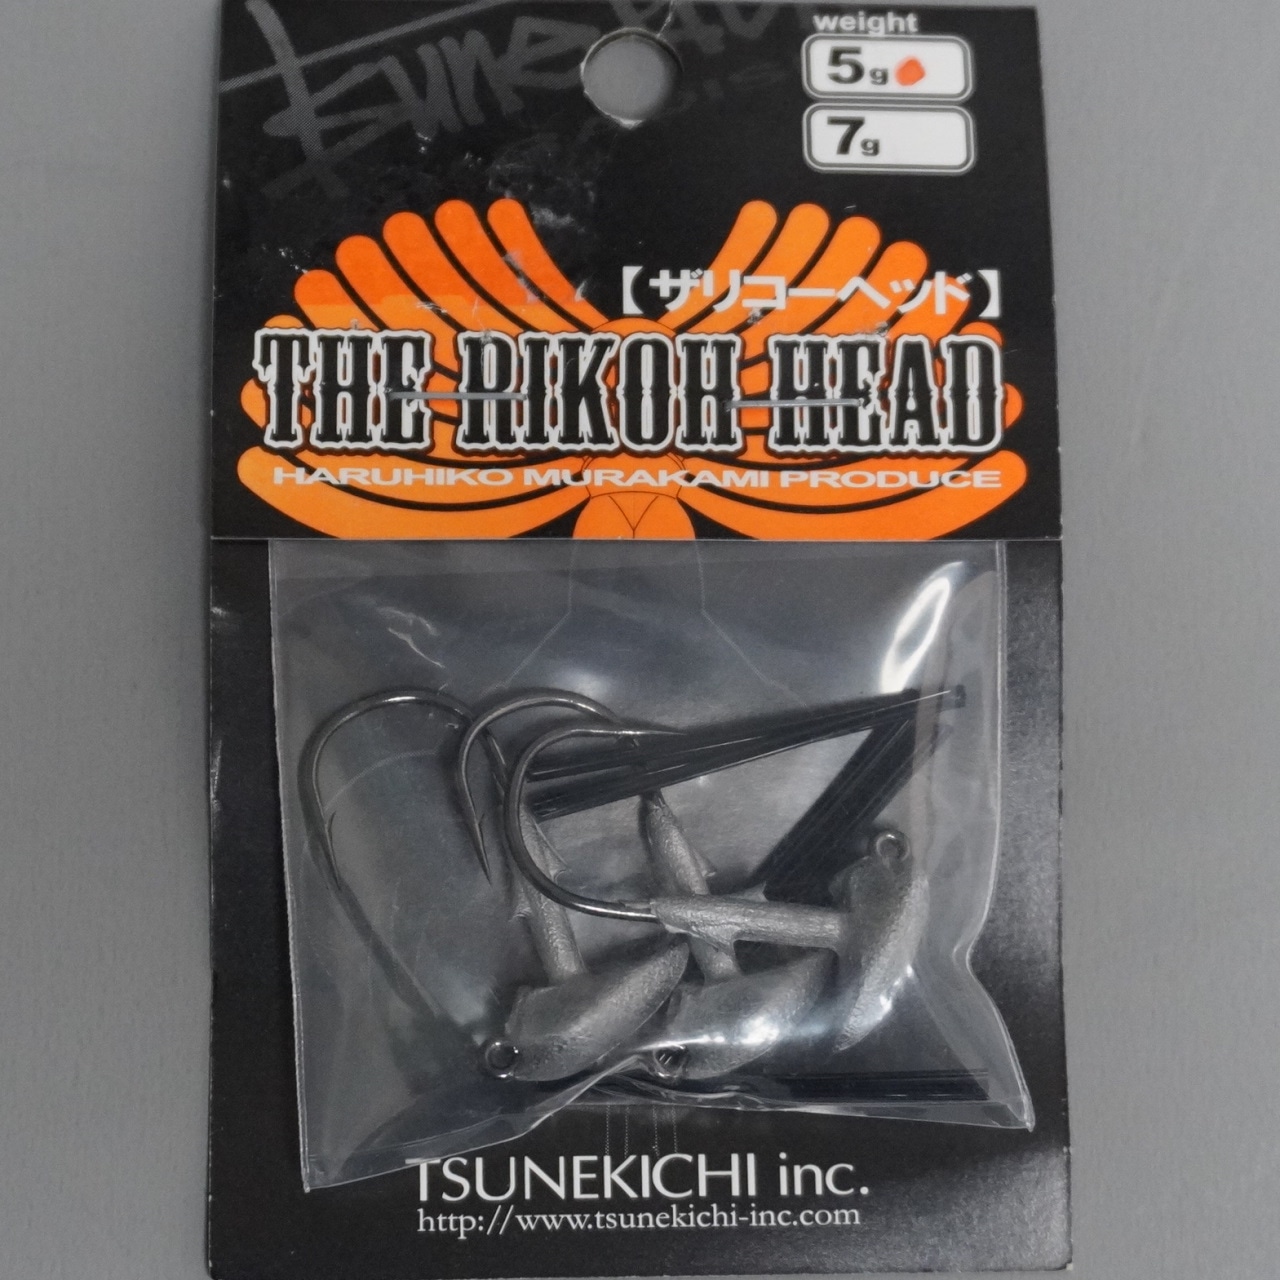 tsune
weight
5g
7g
【ザリコーヘッド】
THE RIKOH HEAD
HARUHIKO MURAKAMI PRODUCE
TSUNEKICHI inc.
http://www.tsunekichi-inc.com